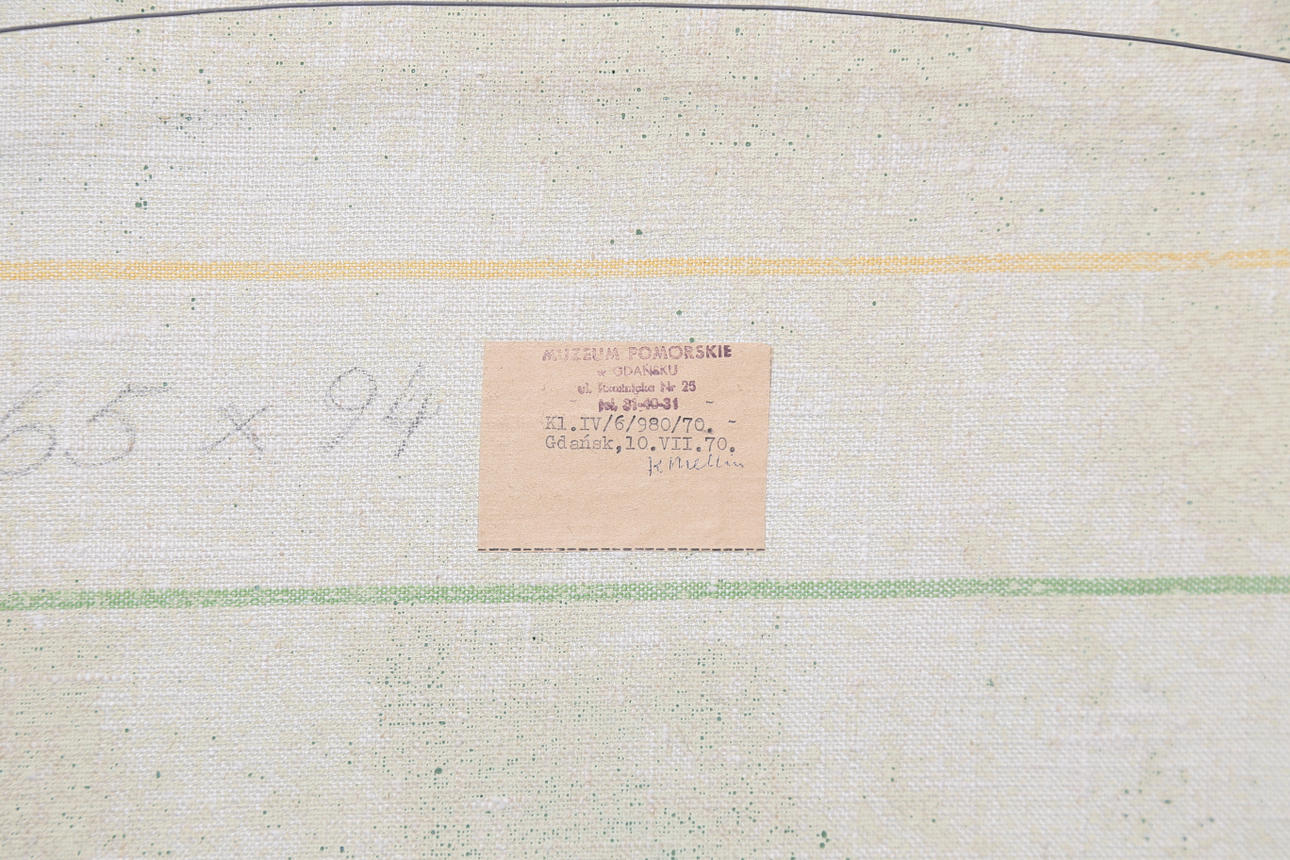 65 x 94
MUZEUM POMORSKIE
w GDAŃSKU
ul. Rzeźnicka Nr 25
tel. 31-40-31
Kl.IV/6/980/70.
Gdańsk,10.VII.70.